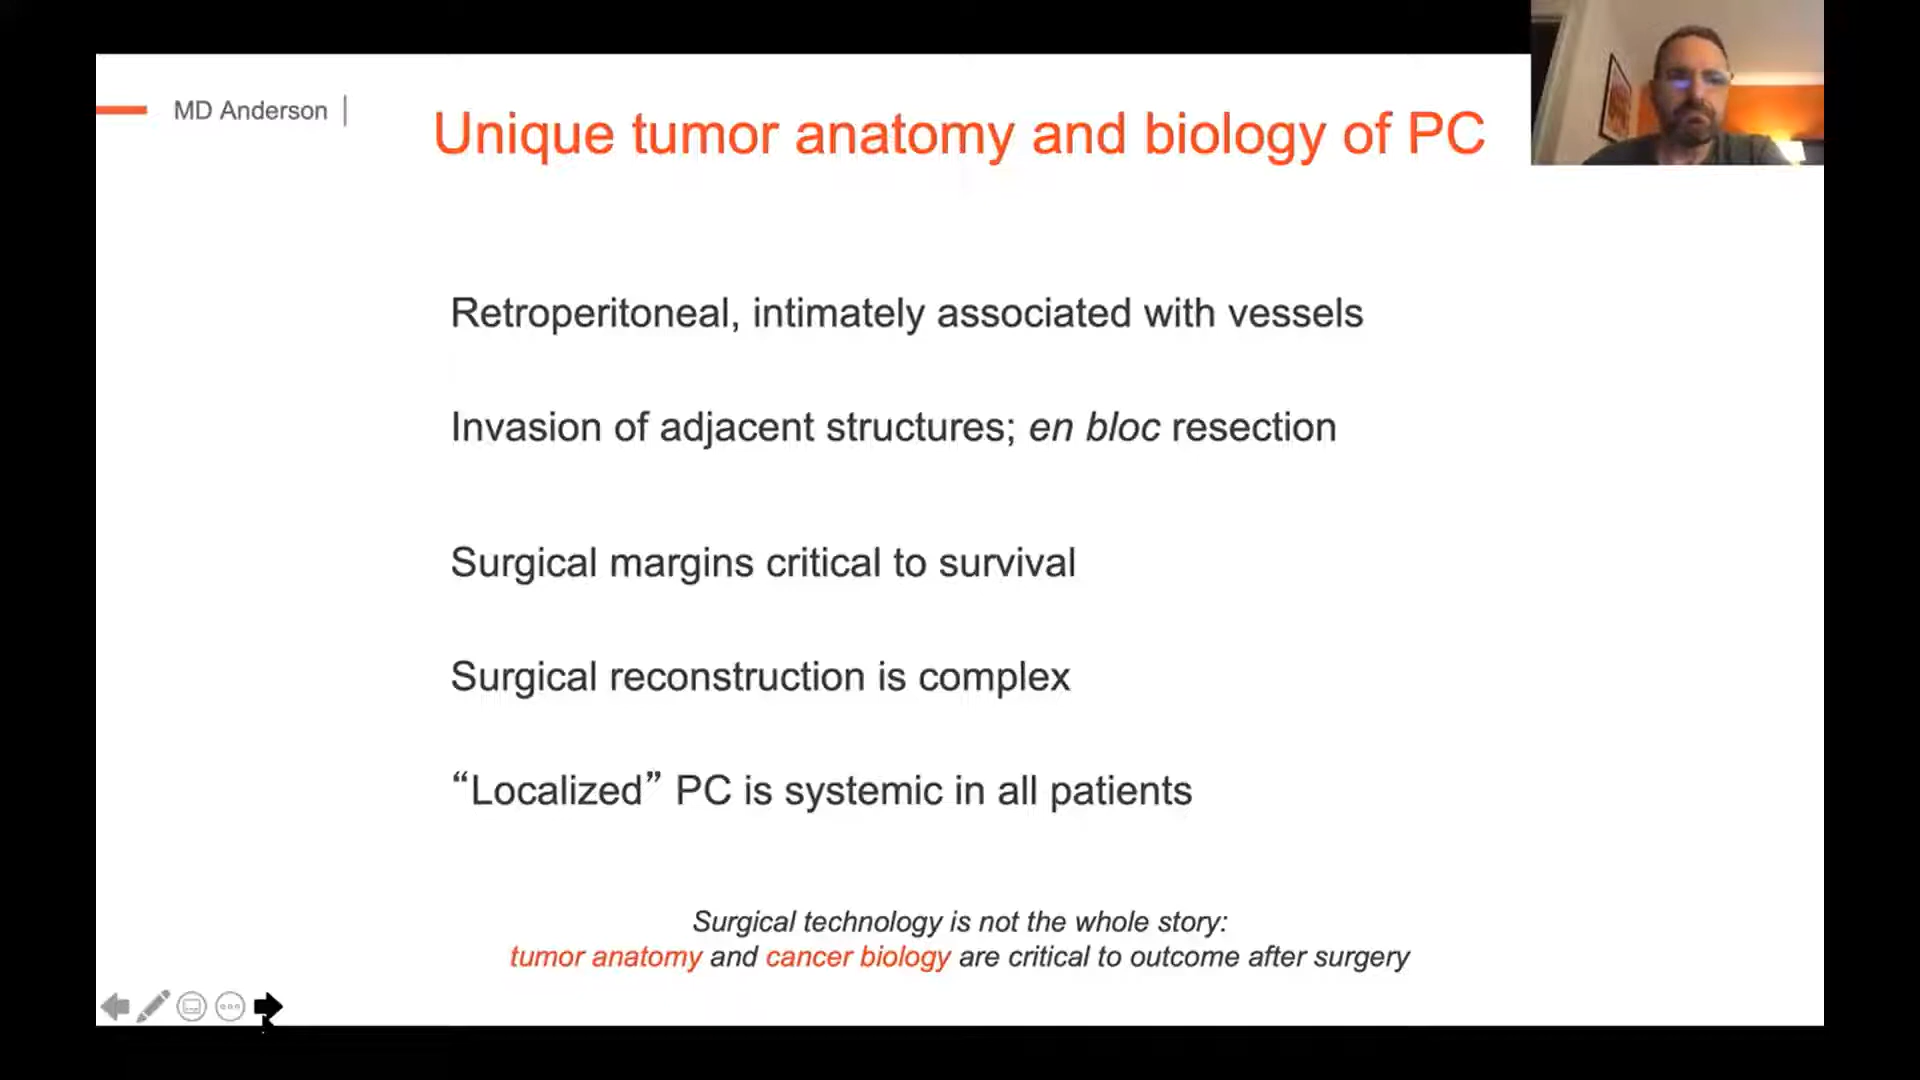 MD Anderson
Unique tumor anatomy and biology of PC
Retroperitoneal, intimately associated with vessels
Invasion of adjacent structures; en bloc resection
Surgical margins critical to survival
Surgical reconstruction is complex
“Localized” PC is systemic in all patients
Surgical technology is not the whole story:
tumor anatomy and cancer biology are critical to outcome after surgery